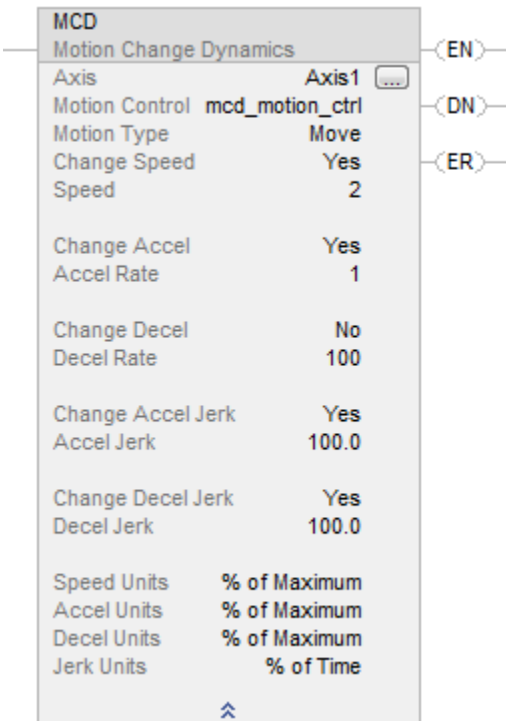 MCD
Motion Change Dynamics (EN)
Axis Axis1 ...
Motion Control mcd_motion_ctrl (DN)
Motion Type Move
Change Speed Yes (ER)
Speed 2
Change Accel Yes
Accel Rate 1
Change Decel No
Decel Rate 100
Change Accel Jerk Yes
Accel Jerk 100.0
Change Decel Jerk Yes
Decel Jerk 100.0
Speed Units % of Maximum
Accel Units % of Maximum
Decel Units % of Maximum
Jerk Units % of Time